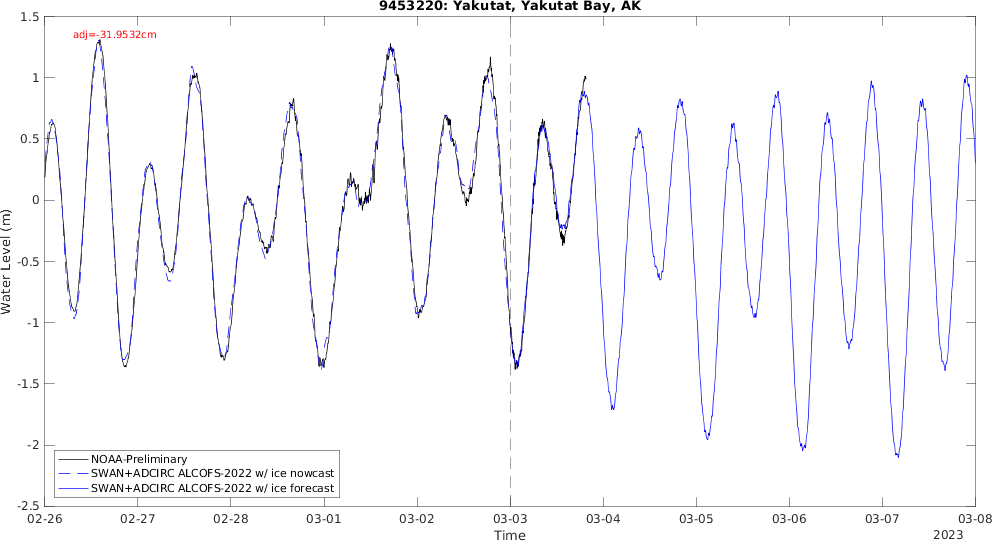 9453220: Yakutat, Yakutat Bay, AK
adj=-31.9532cm
1.5
1
0.5
0
-0.5
-1
-1.5
-2
-2.5
Water Level (m)
NOAA-Preliminary
SWAN+ADCIRC ALCOFS-2022 w/ ice nowcast
SWAN+ADCIRC ALCOFS-2022 w/ ice forecast
02-26 02-27 02-28 03-01 03-02 03-03 03-04 03-05 03-06 03-07 03-08
Time
2023